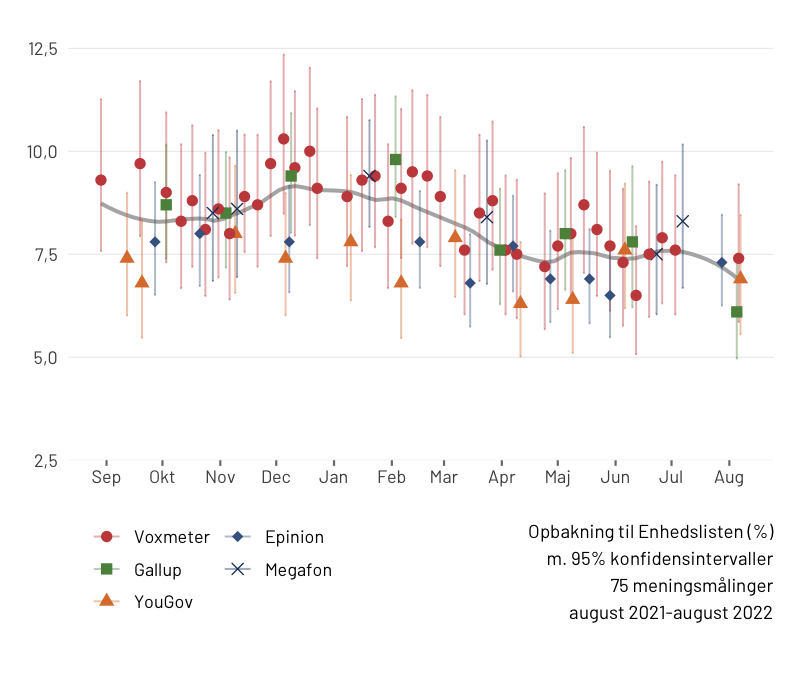 12,5
10,0
7,5
5,0
2,5
Sep Okt Nov Dec Jan Feb Mar Apr Maj Jun Jul Aug
Voxmeter Epinion
Gallup Megafon
YouGov
Opbakning til Enhedslisten (%)
m. 95% konfidensintervaller
75 meningsmålinger
august 2021-august 2022